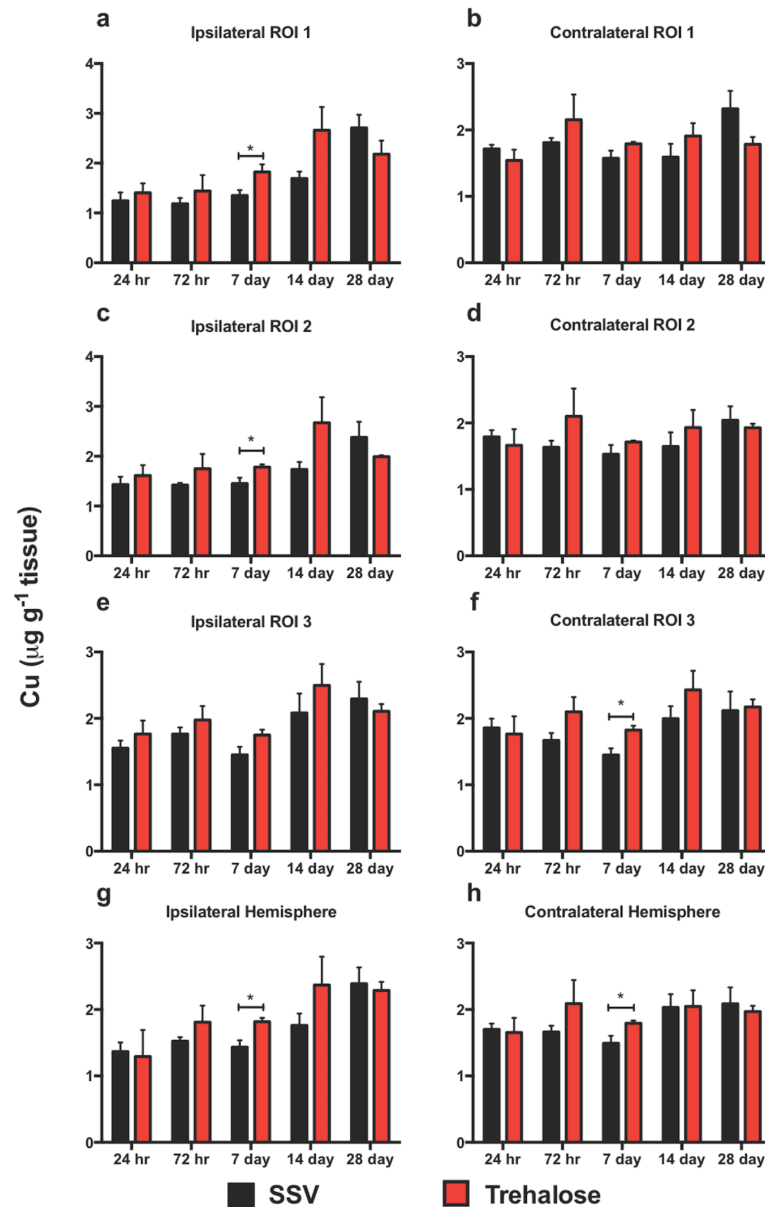 a
Ipsilateral ROI 1
4
3
2
1
0
*
24 hr 72 hr 7 day 14 day 28 day
b
Contralateral ROI 1
3
2
1
0
24 hr 72 hr 7 day 14 day 28 day
c
Ipsilateral ROI 2
4
3
2
1
0
*
24 hr 72 hr 7 day 14 day 28 day
d
Contralateral ROI 2
3
2
1
0
24 hr 72 hr 7 day 14 day 28 day
Cu (μg g⁻¹ tissue)
e
Ipsilateral ROI 3
3
2
1
0
24 hr 72 hr 7 day 14 day 28 day
f
Contralateral ROI 3
3
2
1
0
*
24 hr 72 hr 7 day 14 day 28 day
g
Ipsilateral Hemisphere
3
2
1
0
*
24 hr 72 hr 7 day 14 day 28 day
h
Contralateral Hemisphere
3
2
1
0
*
24 hr 72 hr 7 day 14 day 28 day
SSV Trehalose